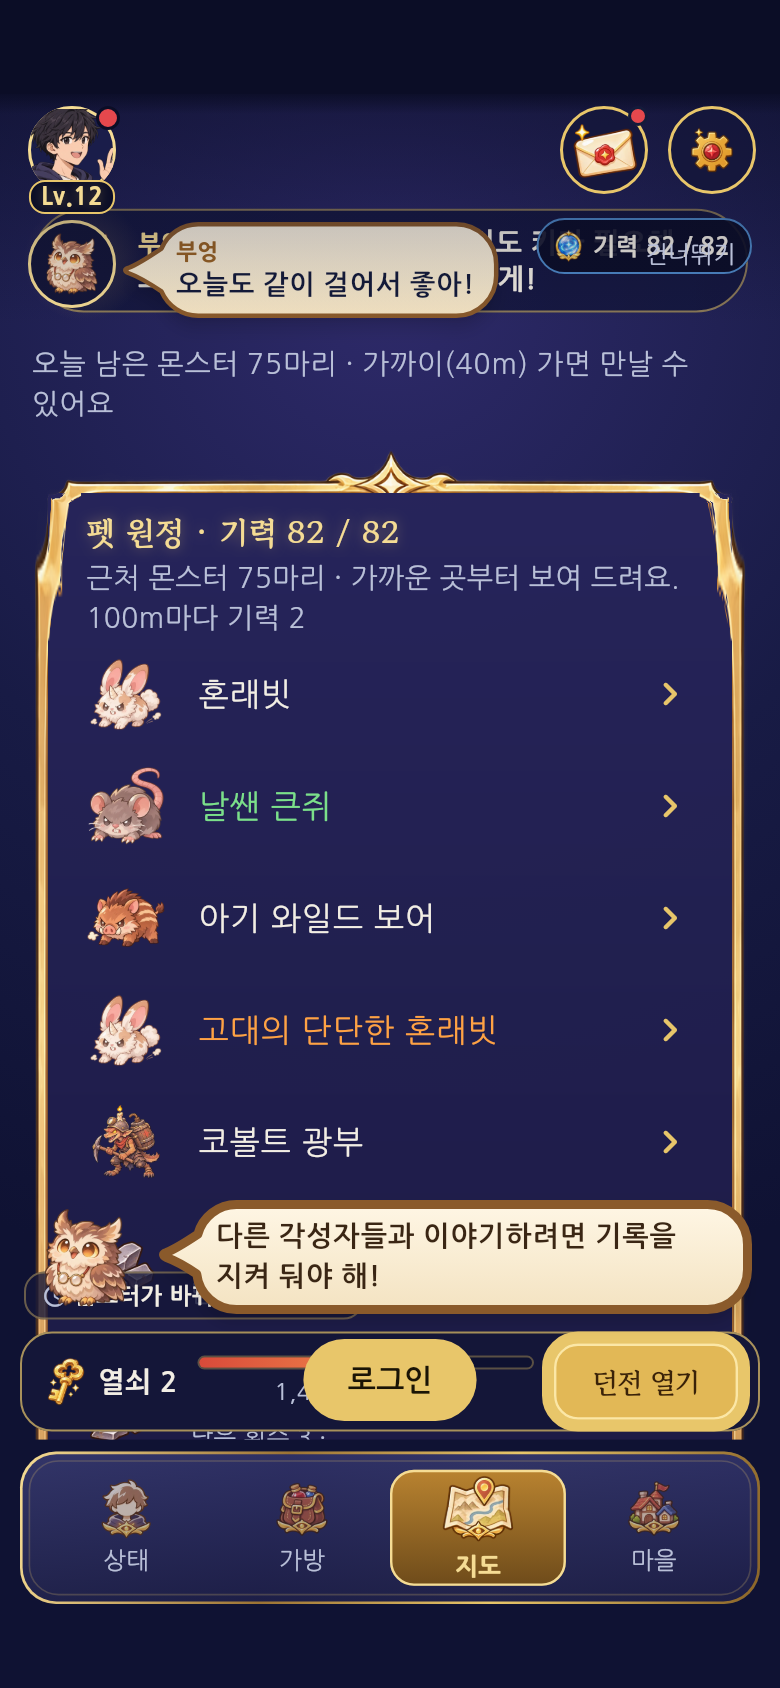 Lv.12
부엉
오늘도 같이 걸어서 좋아!
기력 82 / 82
건너뛰기
오늘 남은 몬스터 75마리 · 가까이(40m) 가면 만날 수
있어요
펫 원정 · 기력 82 / 82
근처 몬스터 75마리 · 가까운 곳부터 보여 드려요.
100m마다 기력 2
혼래빗
날쌘 큰쥐
아기 와일드 보어
고대의 단단한 혼래빗
코볼트 광부
다른 각성자들과 이야기하려면 기록을
지켜 둬야 해!
열쇠 2
로그인
던전 열기
상태
가방
지도
마을